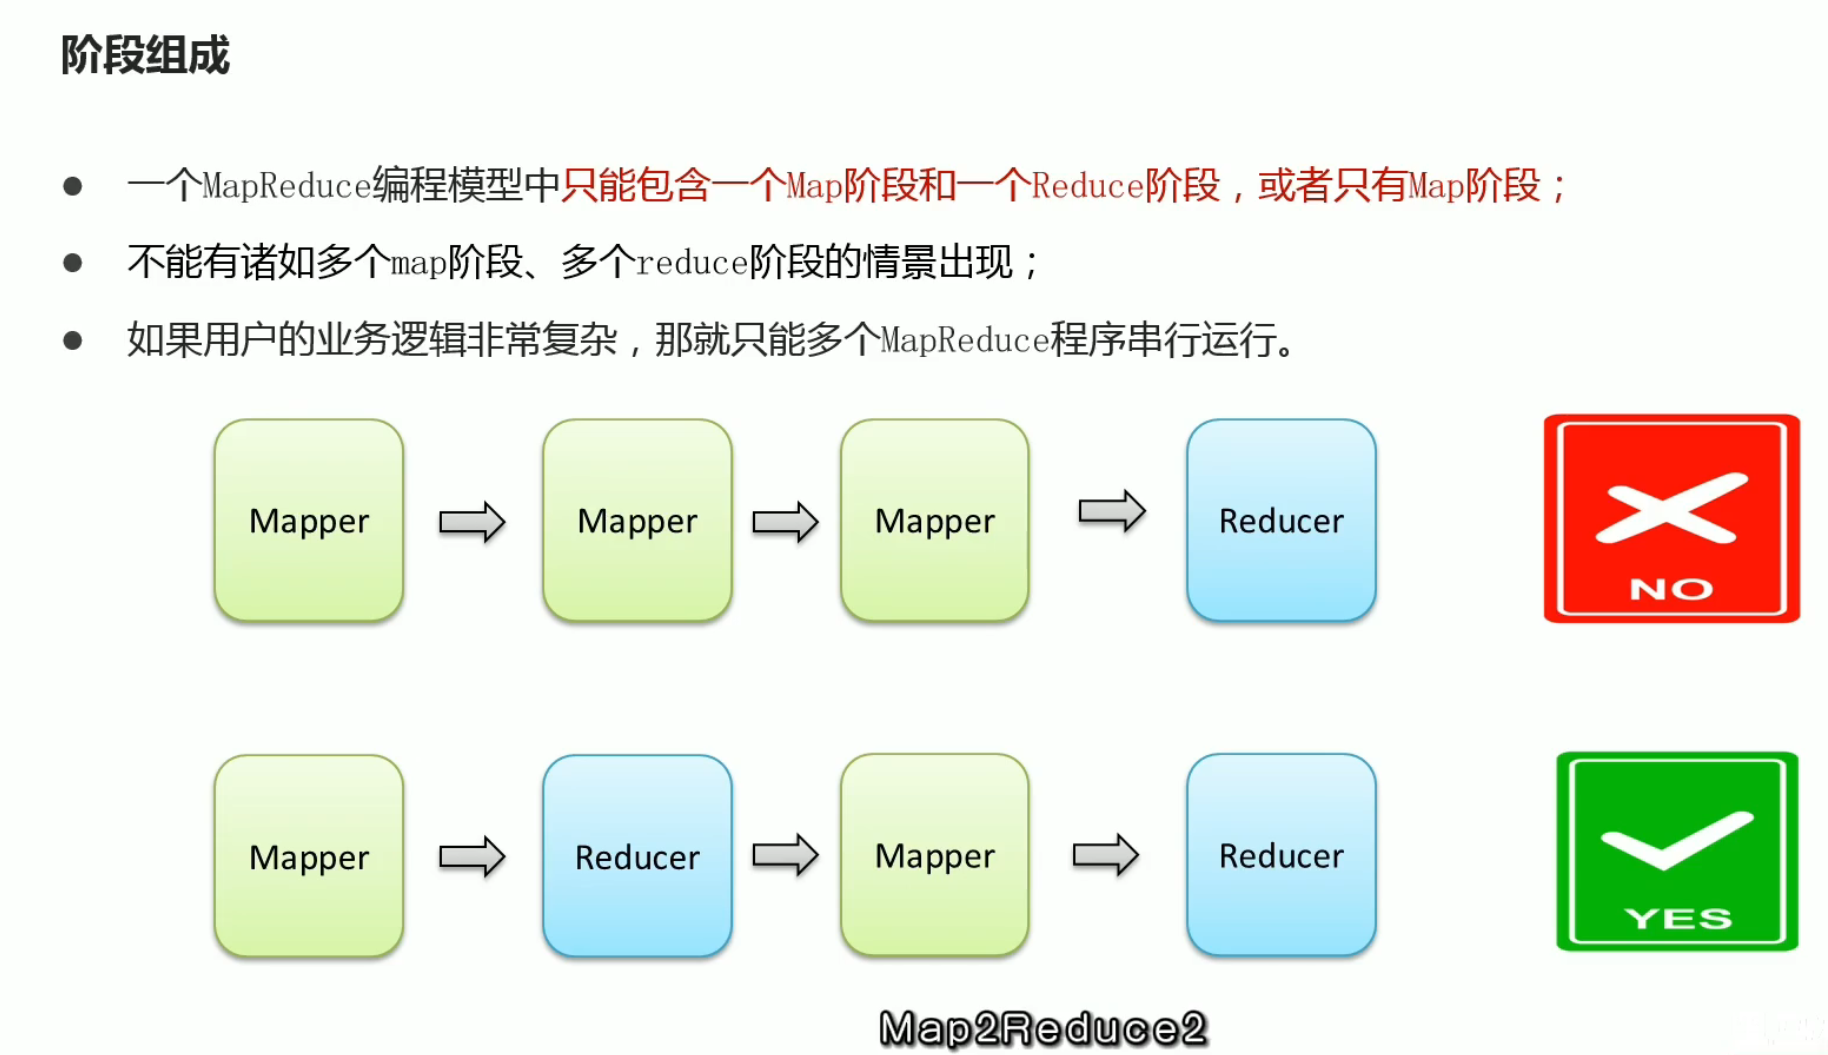 阶段组成
● 一个MapReduce编程模型中只能包含一个Map阶段和一个Reduce阶段，或者只有Map阶段；
● 不能有诸如多个map阶段、多个reduce阶段的情景出现；
● 如果用户的业务逻辑非常复杂，那就只能多个MapReduce程序串行运行。
Mapper Mapper Mapper Reducer
NO
Mapper Reducer Mapper Reducer
YES
Map2Reduce2